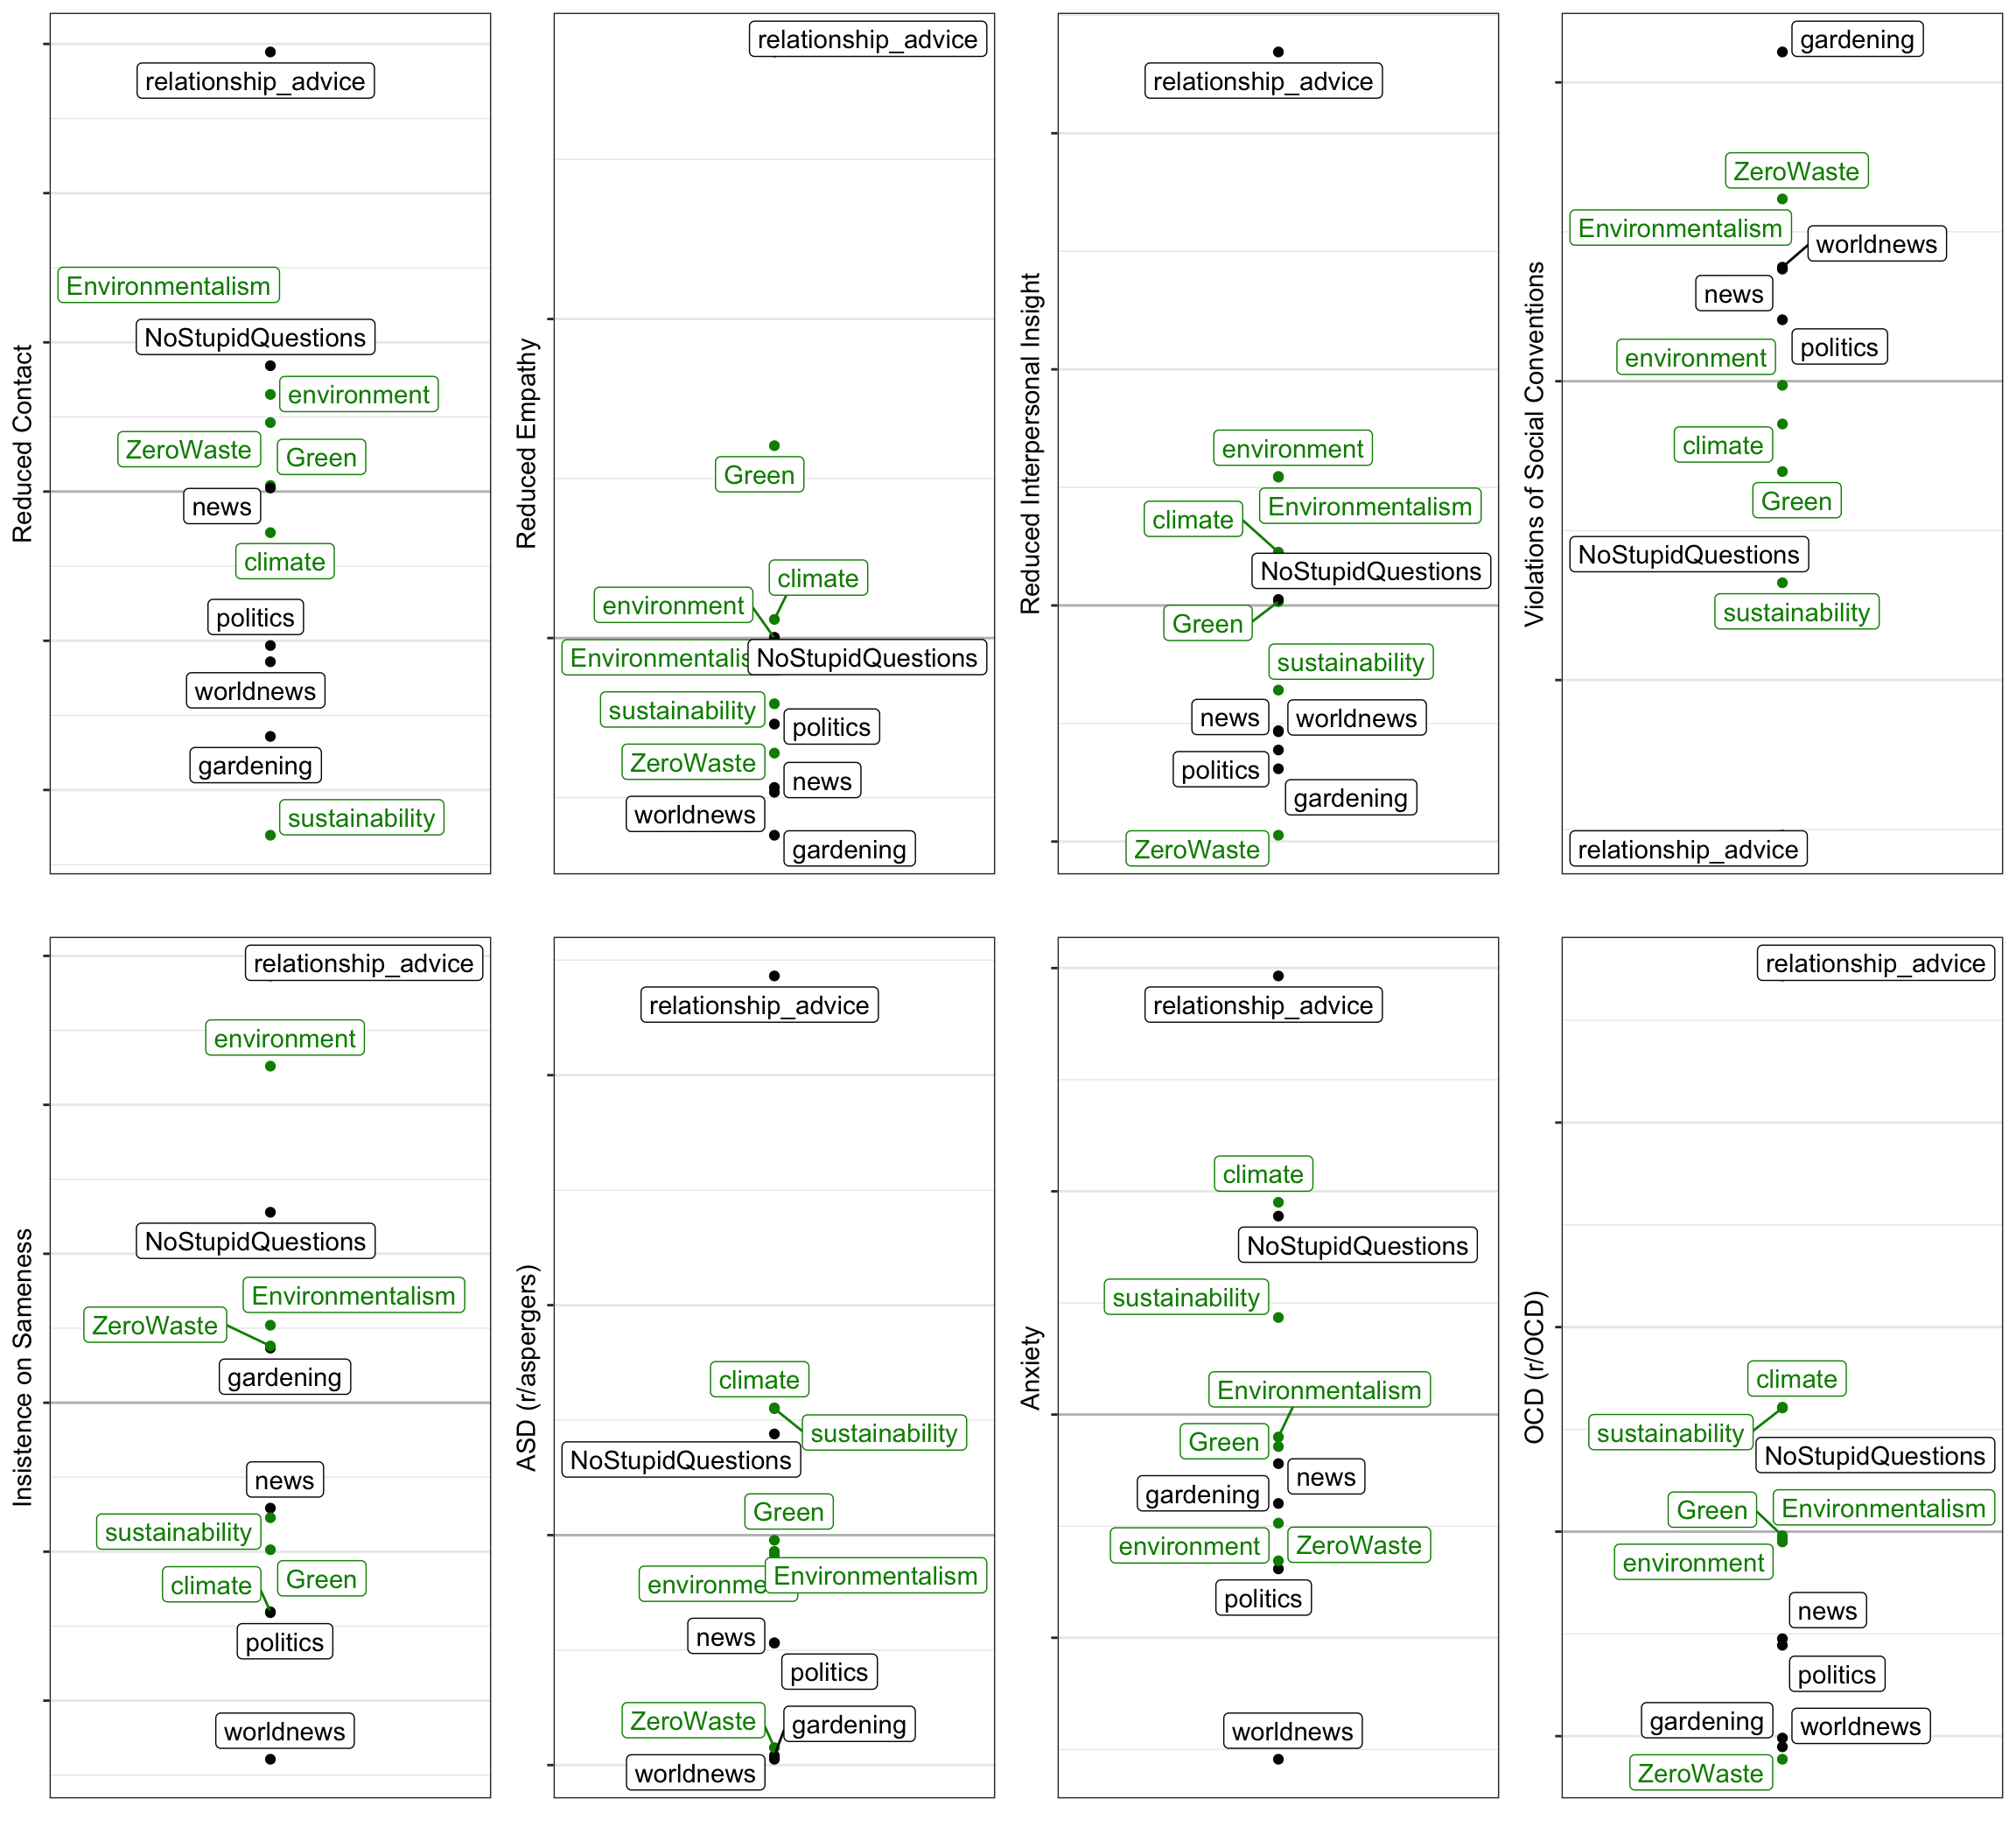 Reduced Contact
relationship_advice
Environmentalism
NoStupidQuestions
environment
ZeroWaste
Green
news
climate
politics
worldnews
gardening
sustainability
Reduced Empathy
relationship_advice
Green
climate
environment
Environmentalis
NoStupidQuestions
sustainability
politics
ZeroWaste
news
worldnews
gardening
Reduced Interpersonal Insight
relationship_advice
environment
Environmentalism
climate
NoStupidQuestions
Green
sustainability
news
worldnews
politics
gardening
ZeroWaste
Violations of Social Conventions
gardening
ZeroWaste
Environmentalism
worldnews
news
politics
environment
climate
Green
NoStupidQuestions
sustainability
relationship_advice
Insistence on Sameness
relationship_advice
environment
NoStupidQuestions
Environmentalism
ZeroWaste
gardening
news
sustainability
Green
climate
politics
worldnews
ASD (r/aspergers)
relationship_advice
climate
sustainability
NoStupidQuestions
Green
Environmentalism
environme
news
politics
ZeroWaste
gardening
worldnews
Anxiety
relationship_advice
climate
NoStupidQuestions
sustainability
Environmentalism
Green
news
gardening
environment
ZeroWaste
politics
worldnews
OCD (r/OCD)
relationship_advice
climate
sustainability
NoStupidQuestions
Green
Environmentalism
environment
news
politics
gardening
worldnews
ZeroWaste